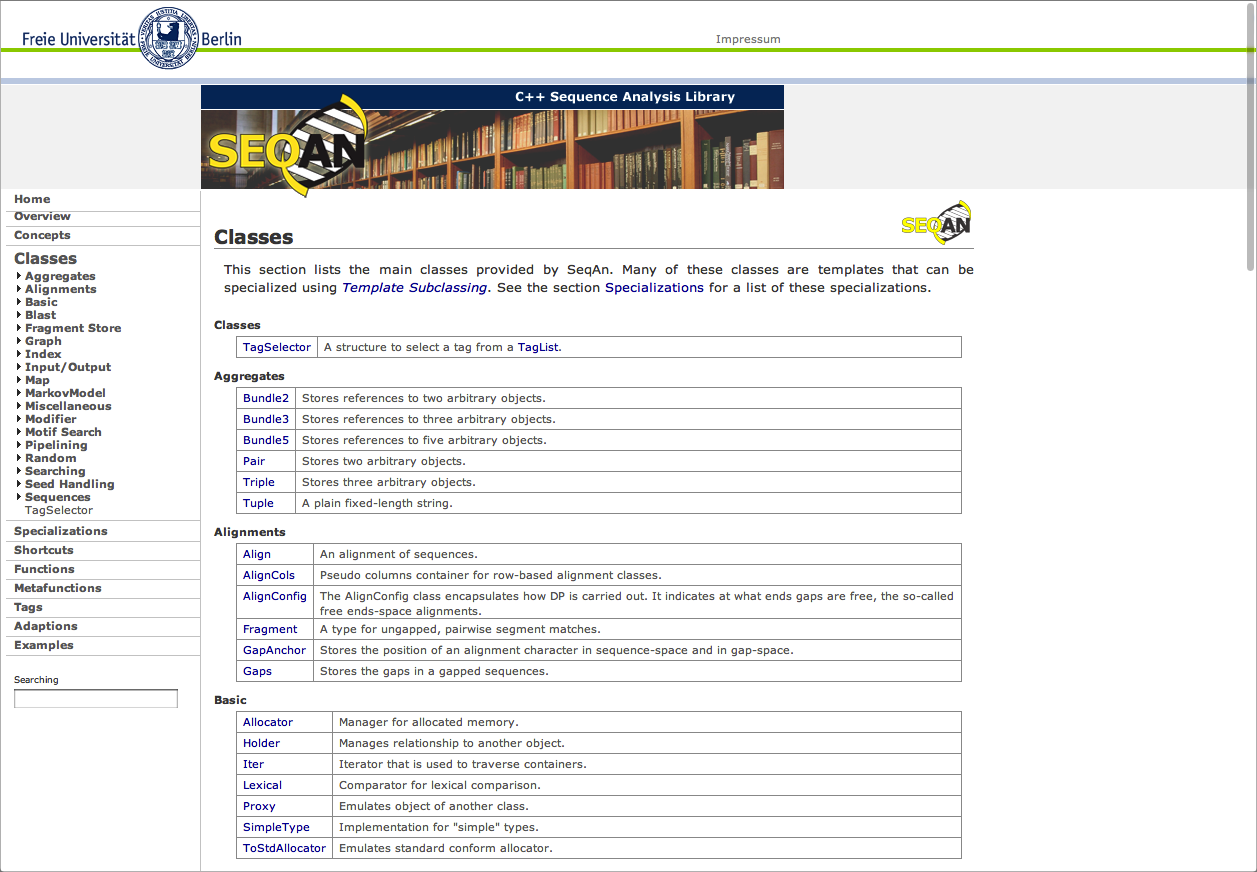 Freie Universität Berlin
Impressum
C++ Sequence Analysis Library
SEQAN
Home
Overview
Concepts
Classes
Aggregates
Alignments
Basic
Blast
Fragment Store
Graph
Index
Input/Output
Map
MarkovModel
Miscellaneous
Modifier
Motif Search
Pipelining
Random
Searching
Seed Handling
Sequences
TagSelector
Specializations
Shortcuts
Functions
Metafunctions
Tags
Adaptions
Examples
Searching
SEQAN
Classes
This section lists the main classes provided by SeqAn. Many of these classes are templates that can be
specialized using Template Subclassing. See the section Specializations for a list of these specializations.
Classes
TagSelector A structure to select a tag from a TagList.
Aggregates
Bundle2 Stores references to two arbitrary objects.
Bundle3 Stores references to three arbitrary objects.
Bundle5 Stores references to five arbitrary objects.
Pair Stores two arbitrary objects.
Triple Stores three arbitrary objects.
Tuple A plain fixed-length string.
Alignments
Align An alignment of sequences.
AlignCols Pseudo columns container for row-based alignment classes.
AlignConfig The AlignConfig class encapsulates how DP is carried out. It indicates at what ends gaps are free, the so-called
free ends-space alignments.
Fragment A type for ungapped, pairwise segment matches.
GapAnchor Stores the position of an alignment character in sequence-space and in gap-space.
Gaps Stores the gaps in a gapped sequences.
Basic
Allocator Manager for allocated memory.
Holder Manages relationship to another object.
Iter Iterator that is used to traverse containers.
Lexical Comparator for lexical comparison.
Proxy Emulates object of another class.
SimpleType Implementation for "simple" types.
ToStdAllocator Emulates standard conform allocator.